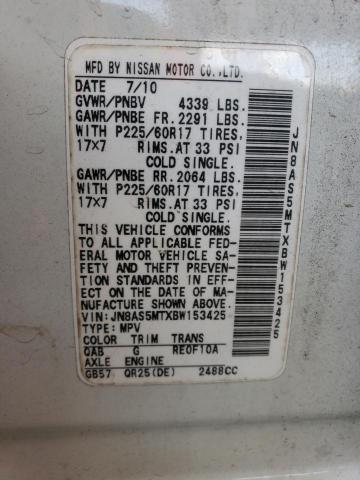 MFD BY NISSAN MOTOR CO.,LTD.
DATE 7/10
GVWR/PNBV 4339 LBS.
GAWR/PNBE FR. 2291 LBS.
WITH P225/60R17 TIRES,
17X7 RIMS.AT 33 PSI
COLD SINGLE.
GAWR/PNBE RR. 2064 LBS.
WITH P225/60R17 TIRES,
17X7 RIMS.AT 33 PSI
COLD SINGLE.
THIS VEHICLE CONFORMS
TO ALL APPLICABLE FED-
ERAL MOTOR VEHICLE SA-
FETY AND THEFT PREVEN-
TION STANDARDS IN EFF-
ECT ON THE DATE OF MA-
NUFACTURE SHOWN ABOVE.
VIN:JN8AS5MTXBW153425
TYPE: MPV
COLOR TRIM TRANS
QAB G RE0F10A
AXLE ENGINE
GB57 QR25(DE) 2488CC
JN8AS5MTXBW153425